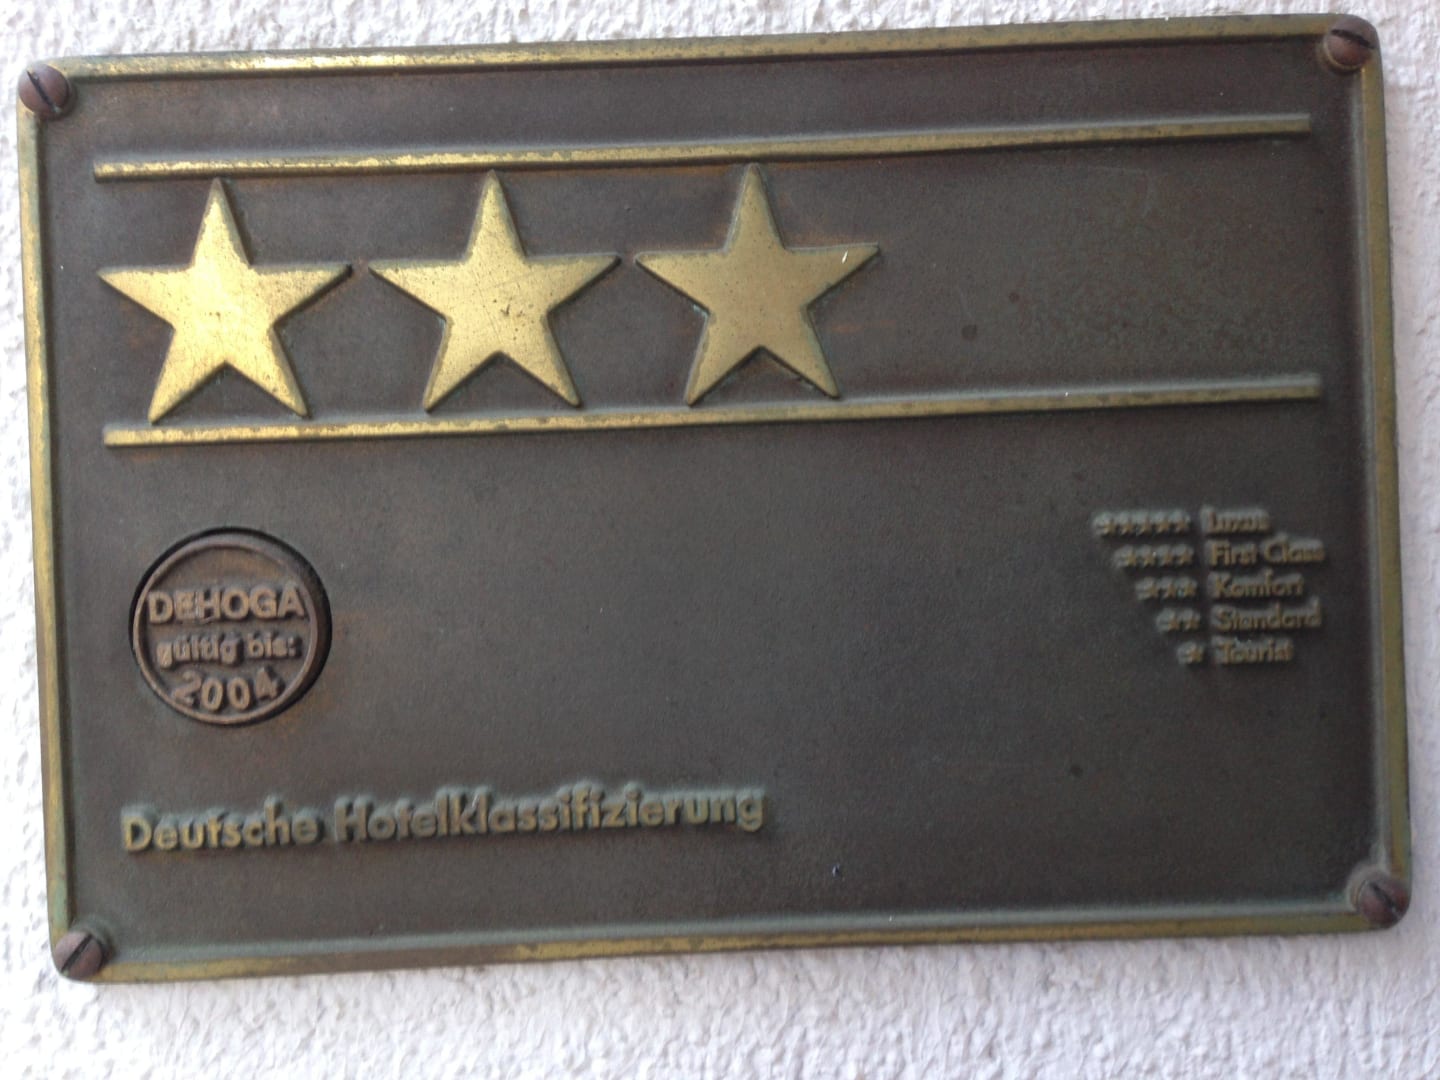 DEHOGA
gültig bis:
2004
Deutsche Hotelklassifizierung
★★★★★ Luxus
★★★★ First Class
★★★ Komfort
★★ Standard
★ Tourist